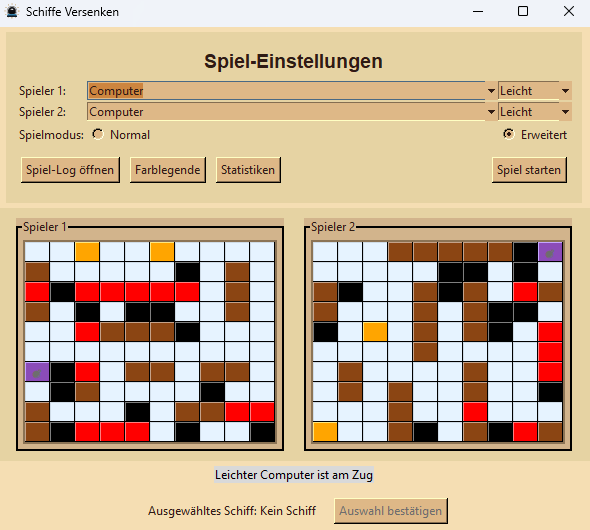 Schiffe Versenken
Spiel-Einstellungen
Spieler 1: Computer Leicht
Spieler 2: Computer Leicht
Spielmodus: Normal Erweitert
Spiel-Log öffnen Farblegende Statistiken Spiel starten
Spieler 1 Spieler 2
Leichter Computer ist am Zug
Ausgewähltes Schiff: Kein Schiff Auswahl bestätigen